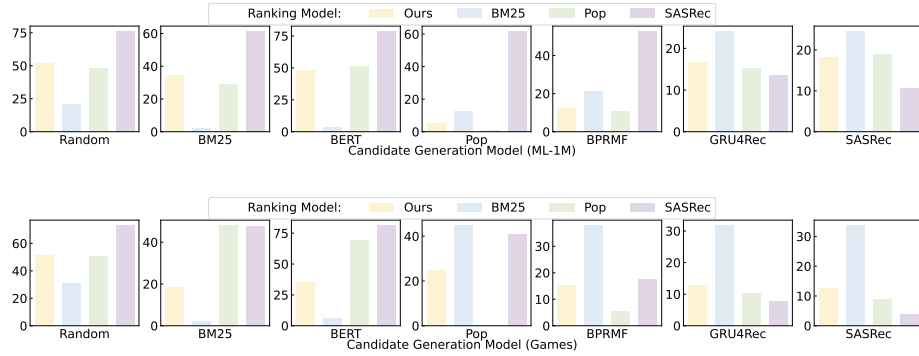 Ranking Model: Ours BM25 Pop SASRec
75 50 25 0 Random
60 40 20 0 BM25
75 50 25 0 BERT
60 40 20 0 Pop
40 20 0 BPRMF
20 10 0 GRU4Rec
20 10 0 SASRec
Candidate Generation Model (ML-1M)
Ranking Model: Ours BM25 Pop SASRec
60 40 20 0 Random
40 20 0 BM25
75 50 25 0 BERT
40 20 0 Pop
30 20 10 0 BPRMF
30 20 10 0 GRU4Rec
30 20 10 0 SASRec
Candidate Generation Model (Games)